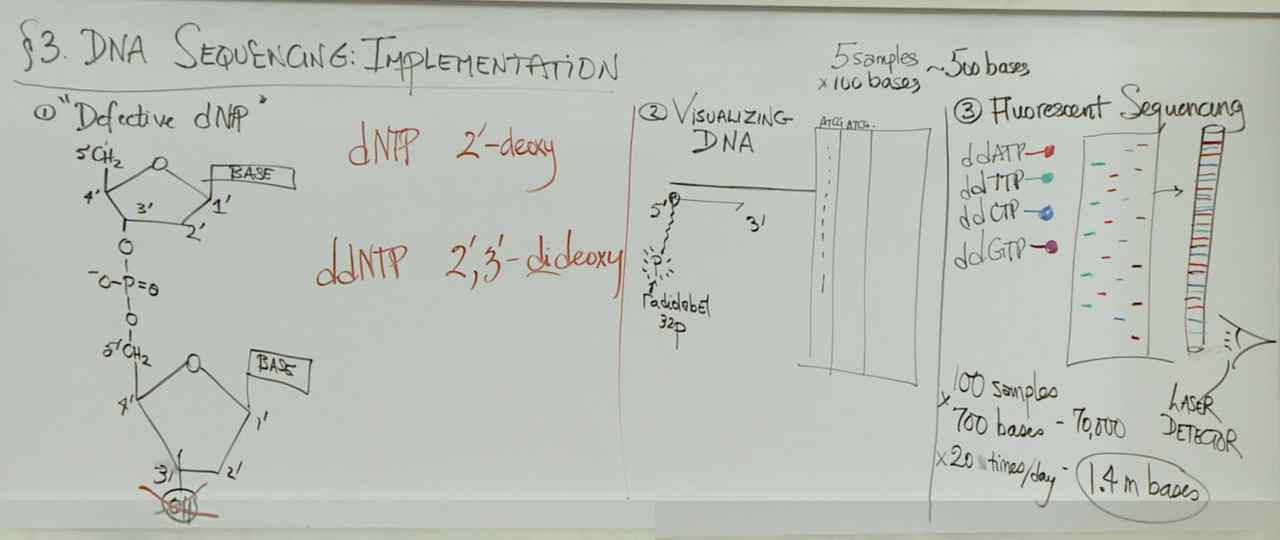 §3. DNA SEQUENCING: IMPLEMENTATION
① "Defective dNTP"
5'CH2
O
BASE
4'
3'
1'
2'
O
-O-P=O
O
5'CH2
O
BASE
4'
1'
3'
2'
OH
dNTP 2'-deoxy
ddNTP 2',3'-dideoxy
5 samples
×100 bases ~500 bases
② VISUALIZING
DNA
ATCG ATCG.
5'
3'
P
radiolabel
32P
③ Fluorescent Sequencing
ddATP
ddTTP
ddCTP
ddGTP
LASER
DETECTOR
100 samples
× 700 bases - 70,000
×20 times/day - 1.4 m bases